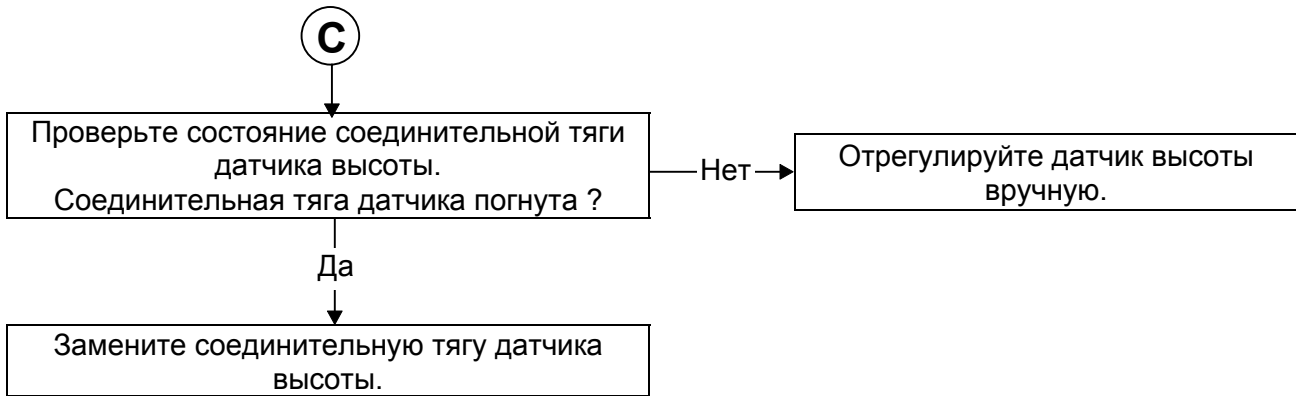 C
Проверьте состояние соединительной тяги
датчика высоты.
Соединительная тяга датчика погнута ?
Нет
Отрегулируйте датчик высоты
вручную.
Да
Замените соединительную тягу датчика
высоты.